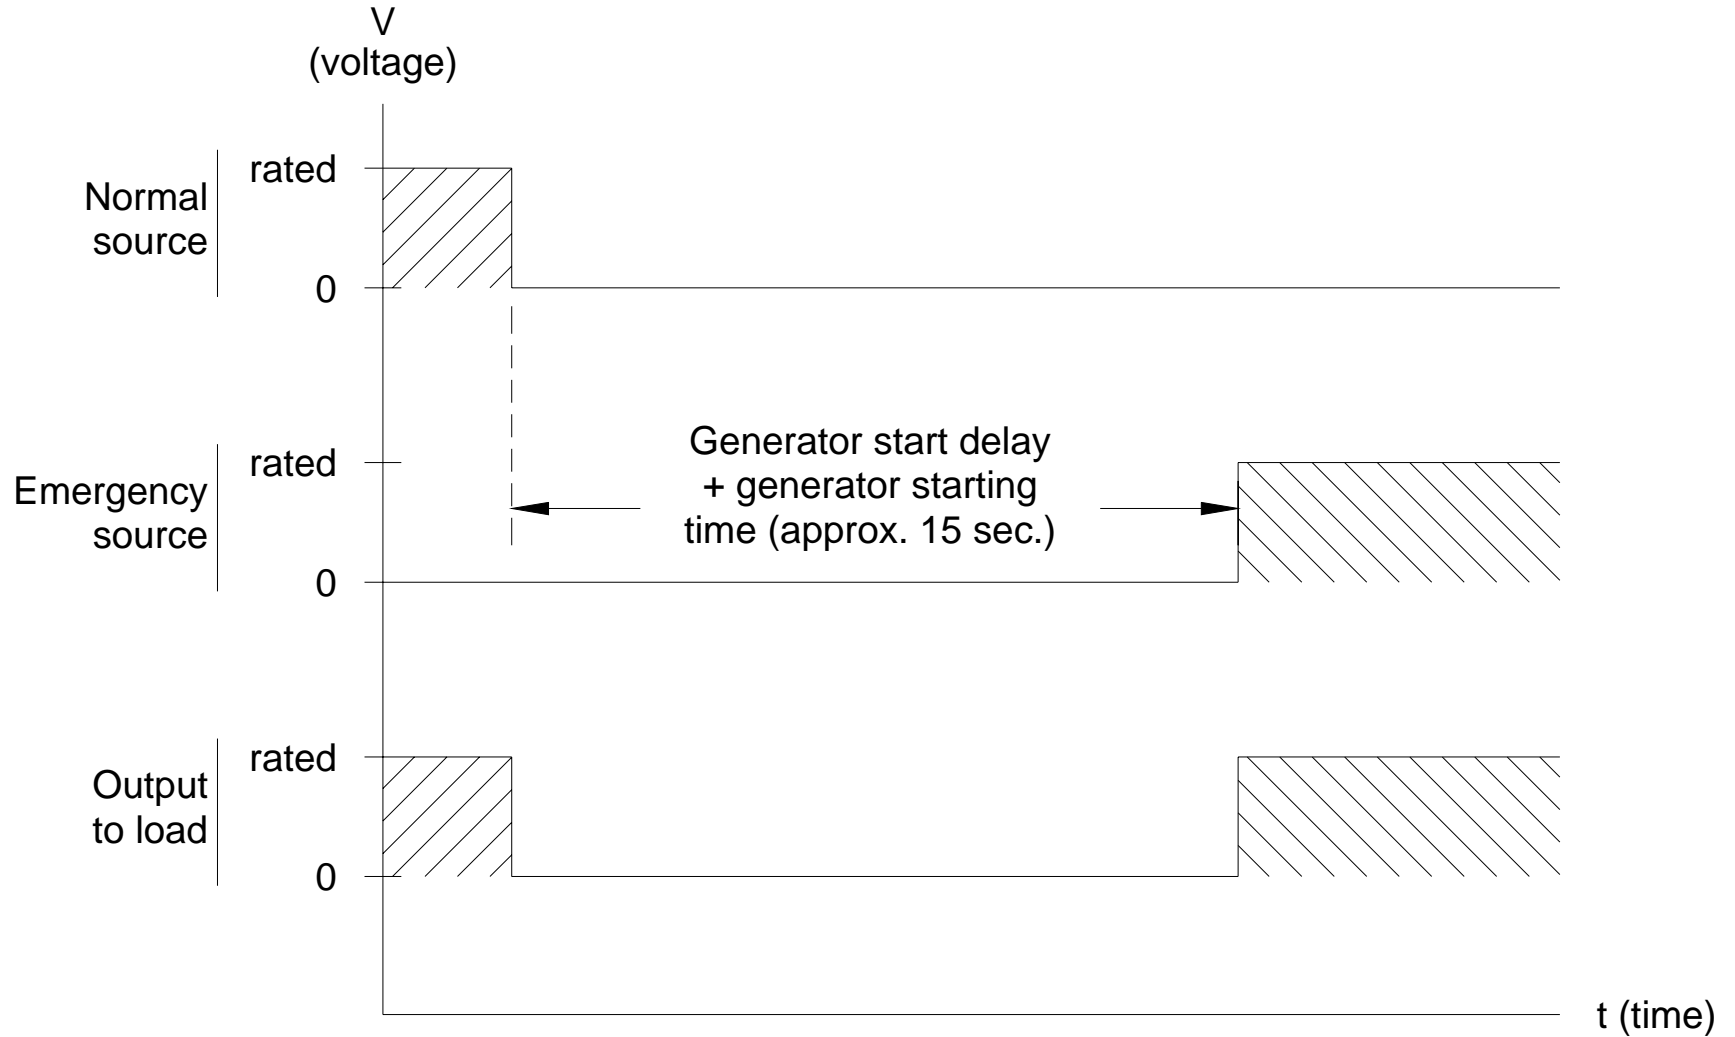 V
(voltage)
Normal
source
rated
0
Emergency
source
rated
0
Generator start delay
+ generator starting
time (approx. 15 sec.)
Output
to load
rated
0
t (time)